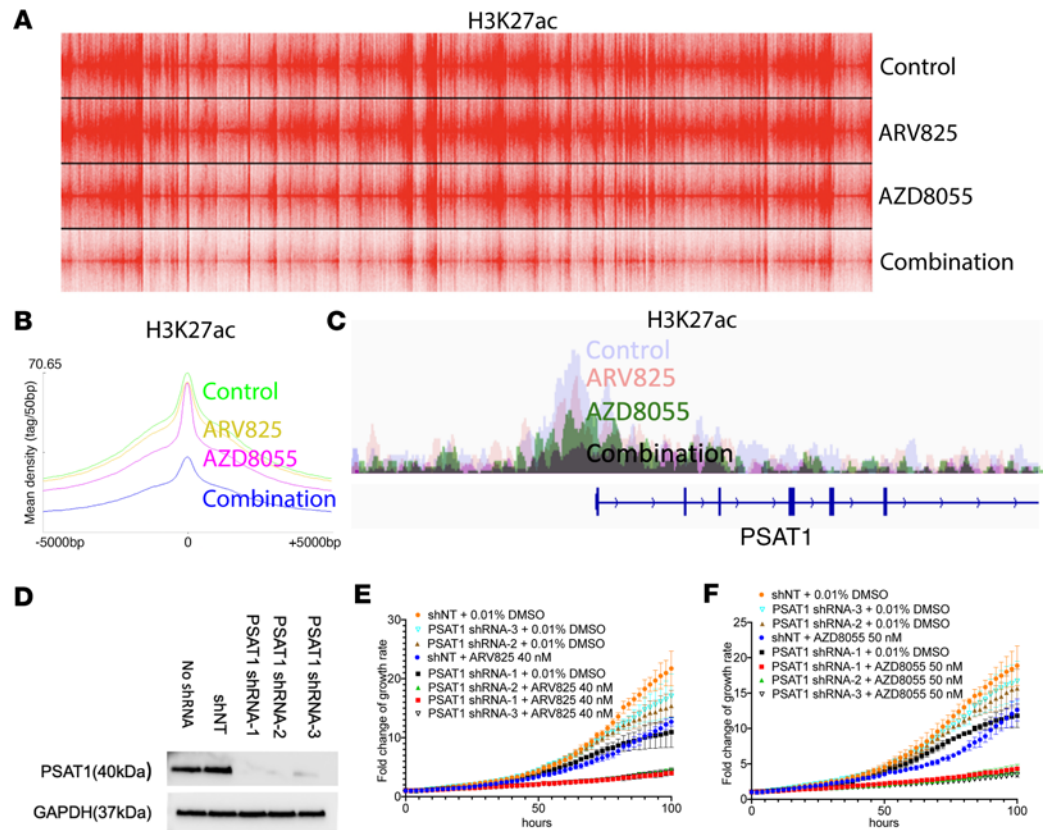 A
H3K27ac
Control
ARV825
AZD8055
Combination
B
H3K27ac
70.65
Mean density (tag/50bp)
Control
ARV825
AZD8055
Combination
-5000bp
0
+5000bp
C
H3K27ac
Control
ARV825
AZD8055
Combination
PSAT1
D
No shRNA
shNT
PSAT1 shRNA-1
PSAT1 shRNA-2
PSAT1 shRNA-3
PSAT1(40kDa)
GAPDH(37kDa)
E
Fold change of growth rate
30
20
10
0
0
50
100
hours
shNT + 0.01% DMSO
PSAT1 shRNA-3 + 0.01% DMSO
PSAT1 shRNA-2 + 0.01% DMSO
shNT + ARV825 40 nM
PSAT1 shRNA-1 + 0.01% DMSO
PSAT1 shRNA-2 + ARV825 40 nM
PSAT1 shRNA-1 + ARV825 40 nM
PSAT1 shRNA-3 + ARV825 40 nM
F
Fold change of growth rate
25
20
15
10
5
0
0
50
100
hours
shNT + 0.01% DMSO
PSAT1 shRNA-3 + 0.01% DMSO
PSAT1 shRNA-2 + 0.01% DMSO
shNT + AZD8055 50 nM
PSAT1 shRNA-1 + 0.01% DMSO
PSAT1 shRNA-1 + AZD8055 50 nM
PSAT1 shRNA-2 + AZD8055 50 nM
PSAT1 shRNA-3 + AZD8055 50 nM